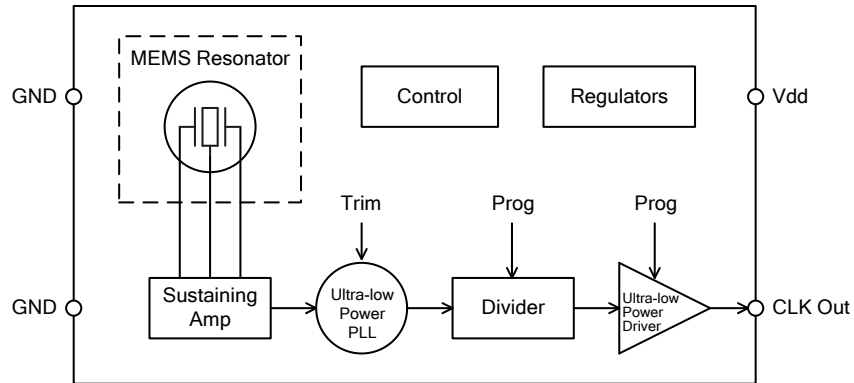 MEMS Resonator
GND
Control
Regulators
Vdd
Trim
Prog
Prog
GND
Sustaining
Amp
Ultra-low
Power
PLL
Divider
Ultra-low
Power
Driver
CLK Out